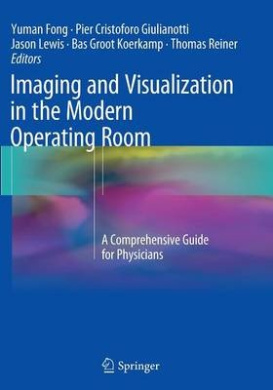 Yuman Fong · Pier Cristoforo Giulianotti
Jason Lewis · Bas Groot Koerkamp · Thomas Reiner
Editors
Imaging and Visualization
in the Modern
Operating Room
A Comprehensive Guide
for Physicians
Springer